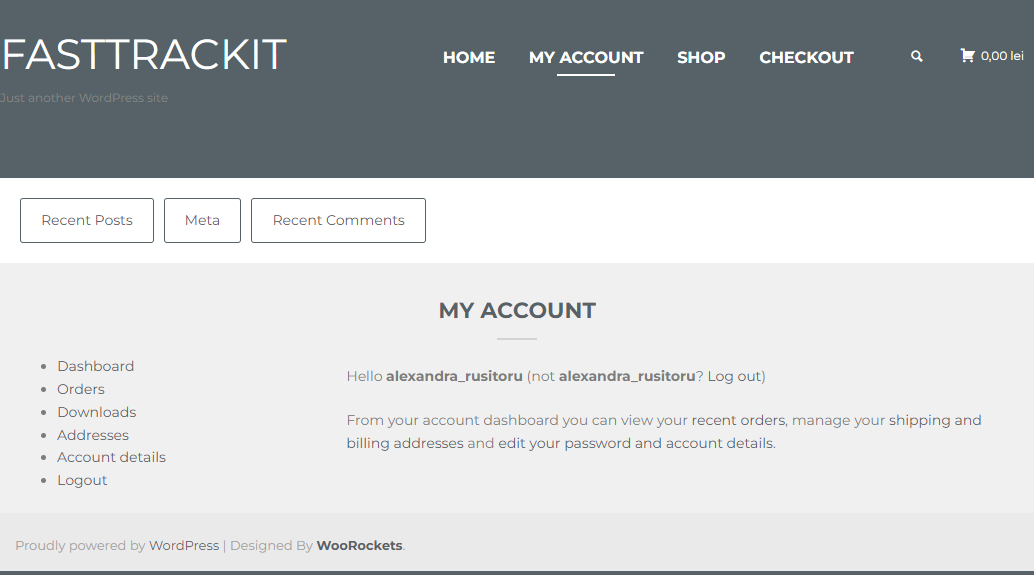 FASTTRACKIT
Just another WordPress site
HOME MY ACCOUNT SHOP CHECKOUT 0,00 lei
Recent Posts Meta Recent Comments
MY ACCOUNT
Dashboard
Orders
Downloads
Addresses
Account details
Logout
Hello alexandra_rusitoru (not alexandra_rusitoru? Log out)
From your account dashboard you can view your recent orders, manage your shipping and
billing addresses and edit your password and account details.
Proudly powered by WordPress | Designed By WooRockets.